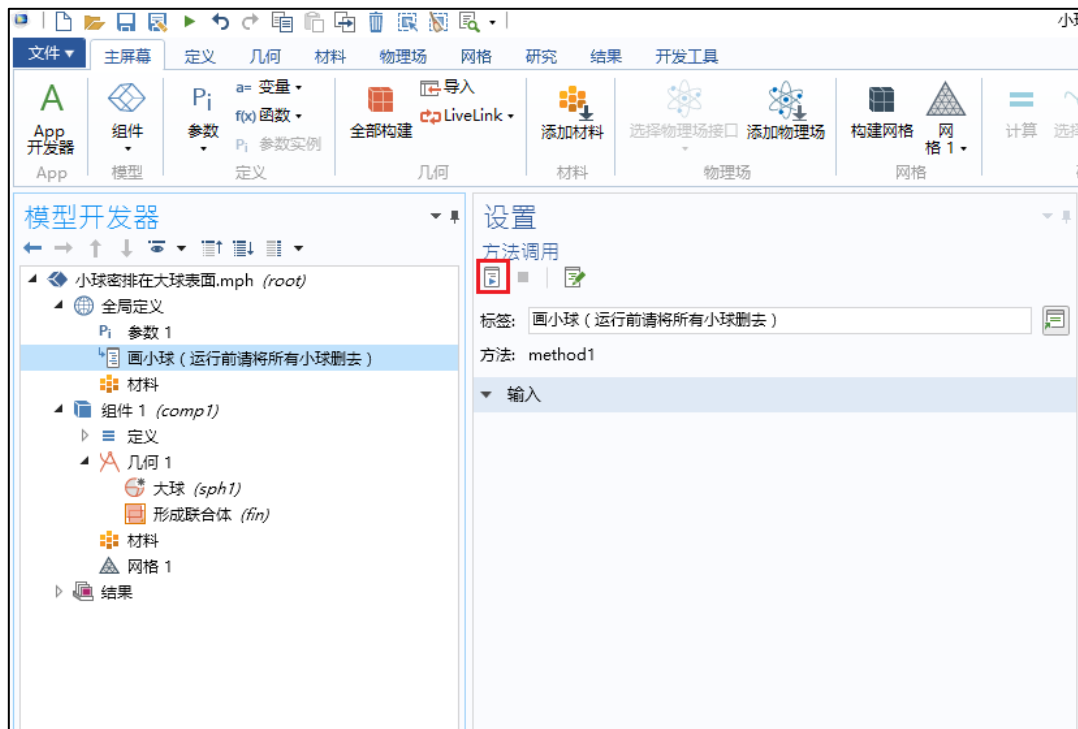 小球
文件 主屏幕 定义 几何 材料 物理场 网格 研究 结果 开发工具
A
App
开发器
App
组件
模型
Pi
参数
a= 变量
f(x) 函数
Pi 参数实例
定义
全部构建
导入
LiveLink
几何
添加材料
材料
选择物理场接口
添加物理场
物理场
构建网格
网
格 1
网格
计算
选择
模型开发器
小球密排在大球表面.mph (root)
全局定义
Pi 参数 1
画小球（运行前请将所有小球删去）
材料
组件 1 (comp1)
定义
几何 1
大球 (sph1)
形成联合体 (fin)
材料
网格 1
结果
设置
方法调用
标签: 画小球（运行前请将所有小球删去）
方法: method1
输入